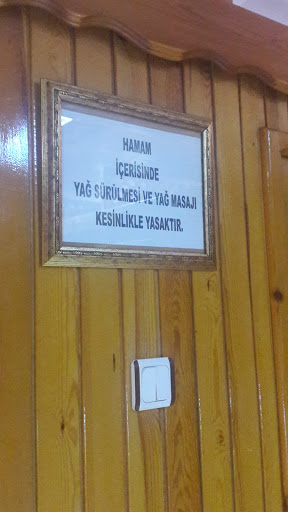 HAMAM
İÇERİSİNDE
YAĞ SÜRÜLMESİ VE YAĞ MASAJI
KESİNLİKLE YASAKTIR.